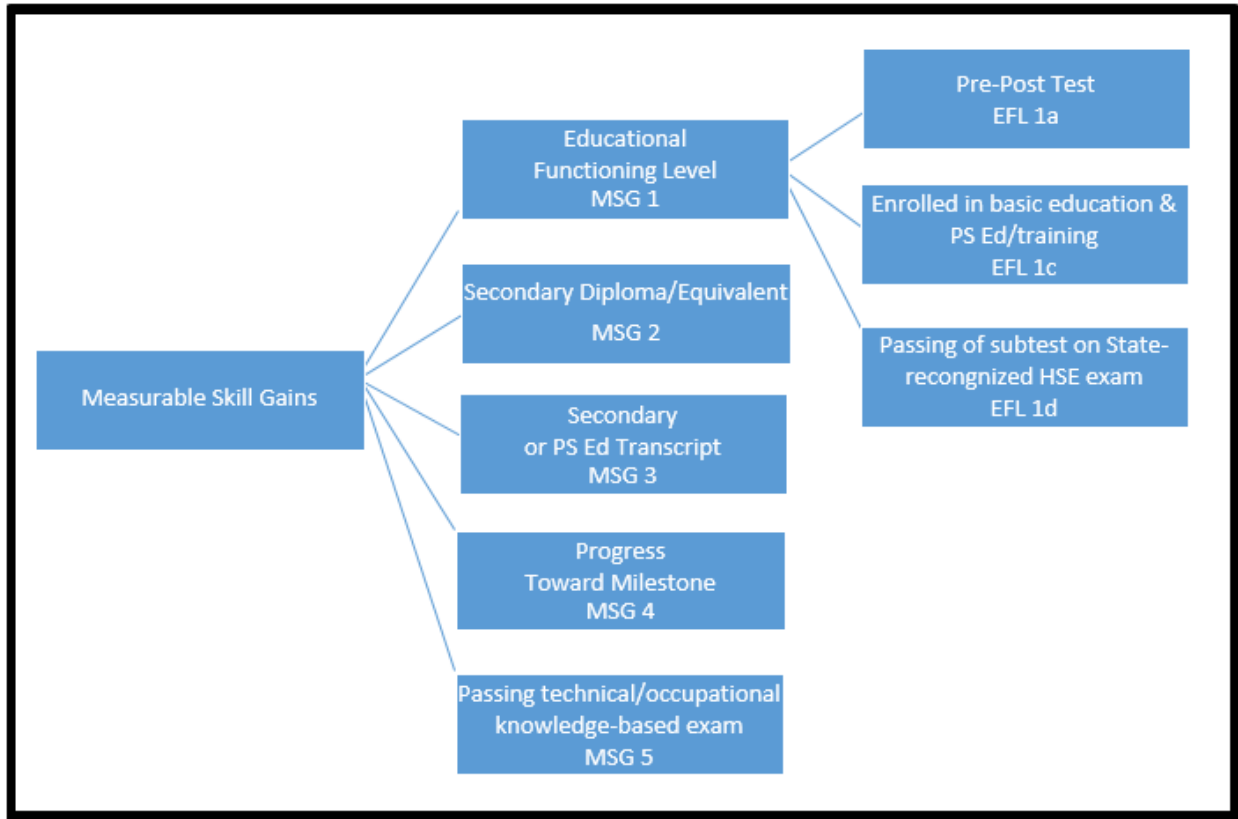 Measurable Skill Gains
Educational
Functioning Level
MSG 1
Secondary Diploma/Equivalent
MSG 2
Secondary
or PS Ed Transcript
MSG 3
Progress
Toward Milestone
MSG 4
Passing technical/occupational
knowledge-based exam
MSG 5
Pre-Post Test
EFL 1a
Enrolled in basic education &
PS Ed/training
EFL 1c
Passing of subtest on State-
recongnized HSE exam
EFL 1d